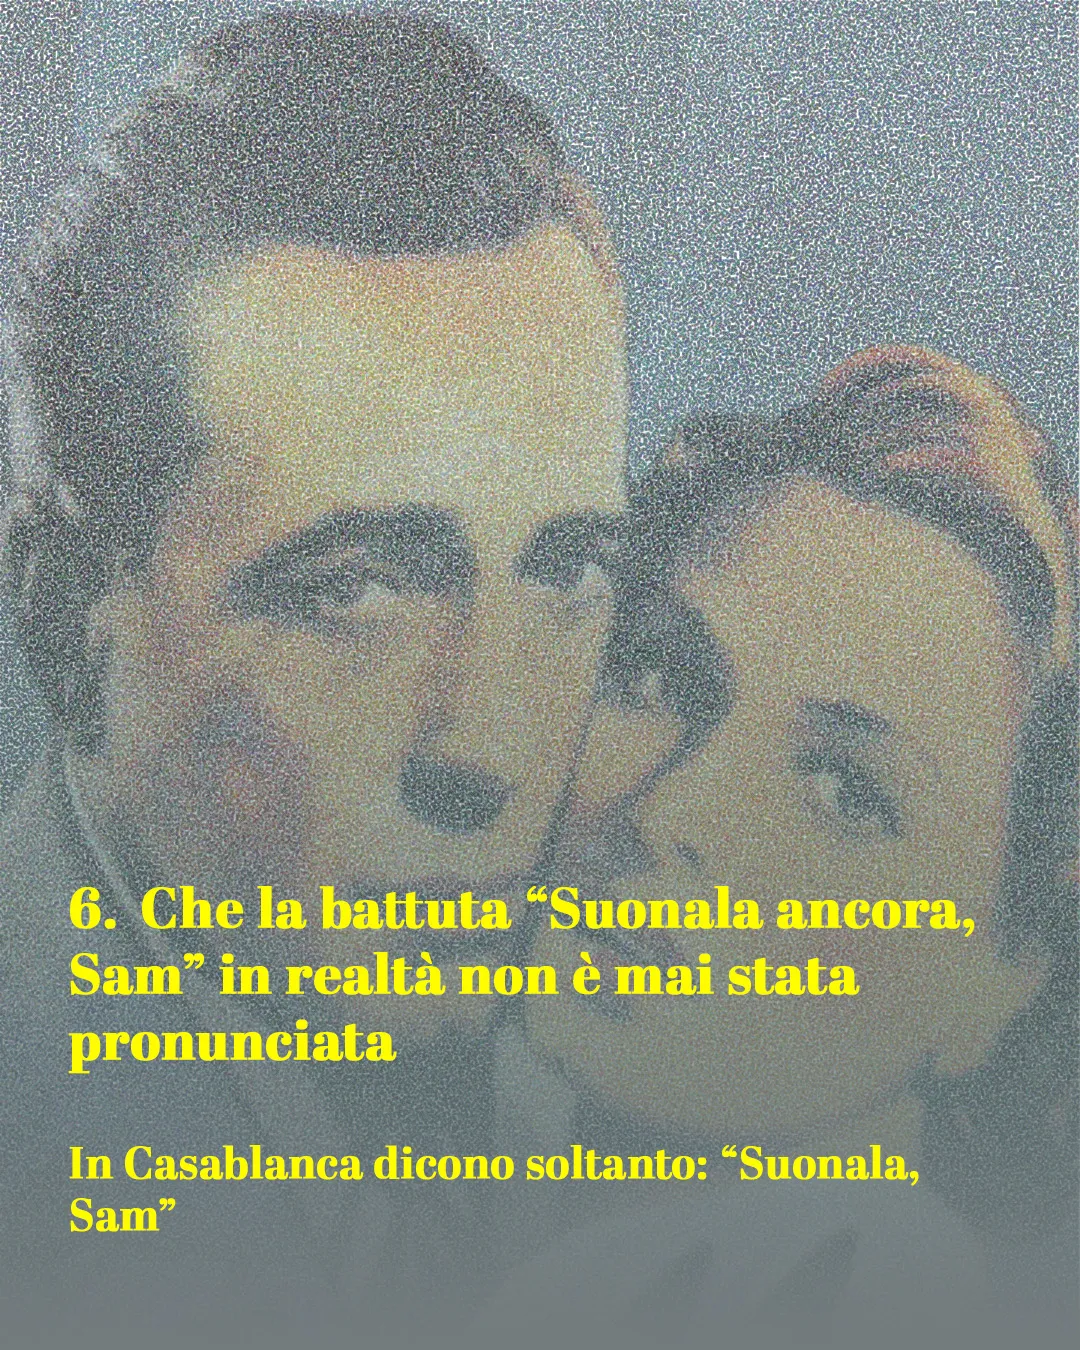 6. Che la battuta “Suonala ancora,
Sam” in realtà non è mai stata
pronunciata
In Casablanca dicono soltanto: “Suonala,
Sam”